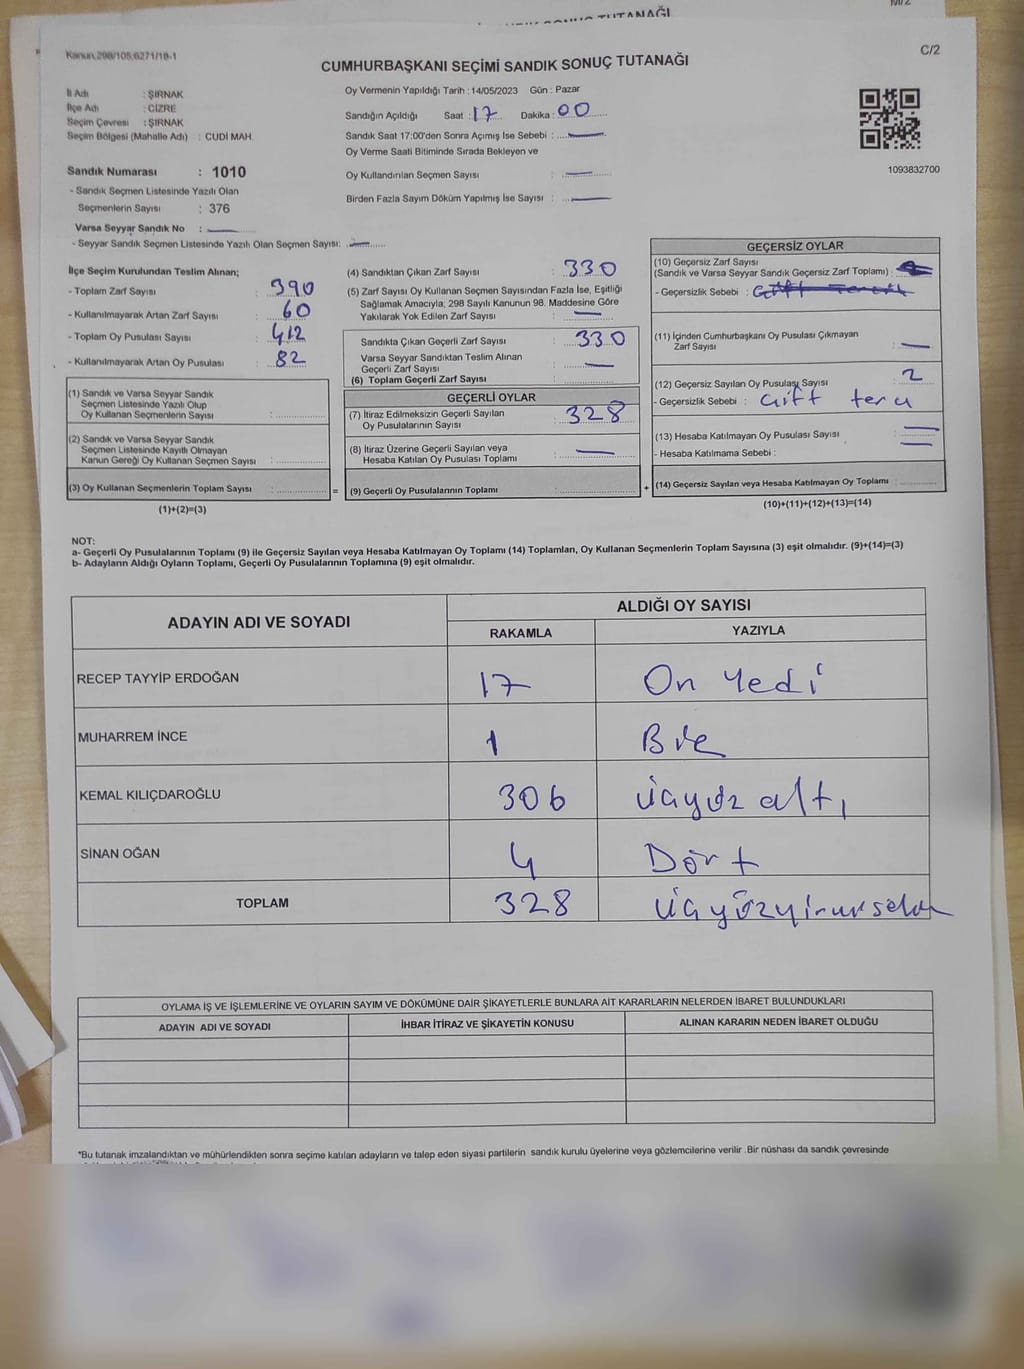 SONUÇ TUTANAĞI
Kanun,298/105,6271/18-1
C/2
CUMHURBAŞKANI SEÇİMİ SANDIK SONUÇ TUTANAĞI
İl Adı : ŞIRNAK
İlçe Adı : CİZRE
Seçim Çevresi : ŞIRNAK
Seçim Bölgesi (Mahalle Adı) : CUDİ MAH.
Oy Vermenin Yapıldığı Tarih : 14/05/2023 Gün : Pazar
Sandığın Açıldığı Saat : 17 Dakika : 00
Sandık Saat 17:00'den Sonra Açımış İse Sebebi :
Oy Verme Saati Bitiminde Sırada Bekleyen ve
Oy Kullandırılan Seçmen Sayısı :
Birden Fazla Sayım Döküm Yapılmış İse Sayısı :
1093832700
Sandık Numarası : 1010
- Sandık Seçmen Listesinde Yazılı Olan
Seçmenlerin Sayısı : 376
Varsa Seyyar Sandık No :
- Seyyar Sandık Seçmen Listesinde Yazılı Olan Seçmen Sayısı:
İlçe Seçim Kurulundan Teslim Alınan;
- Toplam Zarf Sayısı : 390
- Kullanılmayarak Artan Zarf Sayısı : 60
- Toplam Oy Pusulası Sayısı : 412
- Kullanılmayarak Artan Oy Pusulası : 82
(1) Sandık ve Varsa Seyyar Sandık
Seçmen Listesinde Yazılı Olup
Oy Kullanan Seçmenlerin Sayısı :
(2) Sandık ve Varsa Seyyar Sandık
Seçmen Listesinde Kayıtlı Olmayan
Kanun Gereği Oy Kullanan Seçmen Sayısı :
(3) Oy Kullanan Seçmenlerin Toplam Sayısı :
(1)+(2)=(3)
=
(4) Sandıktan Çıkan Zarf Sayısı : 330
(5) Zarf Sayısı Oy Kullanan Seçmen Sayısından Fazla İse, Eşitliği
Sağlamak Amacıyla; 298 Sayılı Kanunun 98. Maddesine Göre
Yakılarak Yok Edilen Zarf Sayısı :
Sandıkta Çıkan Geçerli Zarf Sayısı : 330
Varsa Seyyar Sandıktan Teslim Alınan
Geçerli Zarf Sayısı :
(6) Toplam Geçerli Zarf Sayısı :
GEÇERLİ OYLAR
(7) İtiraz Edilmeksizin Geçerli Sayılan
Oy Pusulalarının Sayısı : 328
(8) İtiraz Üzerine Geçerli Sayılan veya
Hesaba Katılan Oy Pusulası Toplamı :
(9) Geçerli Oy Pusulalarının Toplamı :
+
GEÇERSİZ OYLAR
(10) Geçersiz Zarf Sayısı
(Sandık ve Varsa Seyyar Sandık Geçersiz Zarf Toplamı) :
- Geçersizlik Sebebi :
(11) İçinden Cumhurbaşkanı Oy Pusulası Çıkmayan
Zarf Sayısı :
(12) Geçersiz Sayılan Oy Pusulası Sayısı : 2
- Geçersizlik Sebebi : Gift tera
(13) Hesaba Katılmayan Oy Pusulası Sayısı :
- Hesaba Katılmama Sebebi :
(14) Geçersiz Sayılan veya Hesaba Katılmayan Oy Toplamı :
(10)+(11)+(12)+(13)=(14)
NOT:
a- Geçerli Oy Pusulalarının Toplamı (9) ile Geçersiz Sayılan veya Hesaba Katılmayan Oy Toplamı (14) Toplamları, Oy Kullanan Seçmenlerin Toplam Sayısına (3) eşit olmalıdır. (9)+(14)=(3)
b- Adayların Aldığı Oyların Toplamı, Geçerli Oy Pusulalarının Toplamına (9) eşit olmalıdır.
ADAYIN ADI VE SOYADI
ALDIĞI OY SAYISI
RAKAMLA YAZIYLA
RECEP TAYYİP ERDOĞAN 17 On Yedi
MUHARREM İNCE 1 Bir
KEMAL KILIÇDAROĞLU 306 Üçyüz altı
SİNAN OĞAN 4 Dört
TOPLAM 328
OYLAMA İŞ VE İŞLEMLERİNE VE OYLARIN SAYIM VE DÖKÜMÜNE DAİR ŞİKAYETLERLE BUNLARA AİT KARARLARIN NELERDEN İBARET BULUNDUKLARI
ADAYIN ADI VE SOYADI İHBAR İTİRAZ VE ŞİKAYETİN KONUSU ALINAN KARARIN NEDEN İBARET OLDUĞU
*Bu tutanak imzalandıktan ve mühürlendikten sonra seçime katılan adayların ve talep eden siyasi partilerin sandık kurulu üyelerine veya gözlemcilerine verilir .Bir nüshası da sandık çevresinde